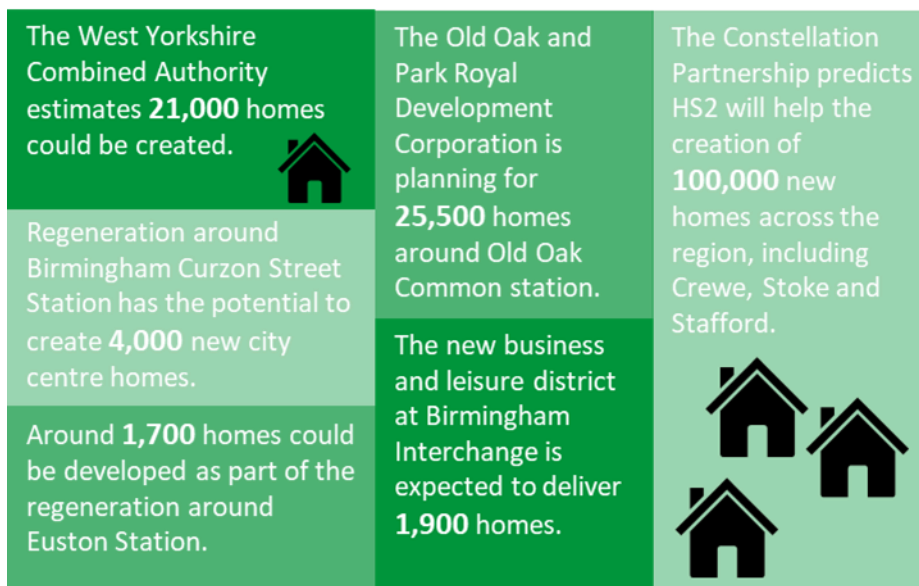 The West Yorkshire
Combined Authority
estimates 21,000 homes
could be created.
Regeneration around
Birmingham Curzon Street
Station has the potential to
create 4,000 new city
centre homes.
Around 1,700 homes could
be developed as part of the
regeneration around
Euston Station.
The Old Oak and
Park Royal
Development
Corporation is
planning for
25,500 homes
around Old Oak
Common station.
The new business
and leisure district
at Birmingham
Interchange is
expected to deliver
1,900 homes.
The Constellation
Partnership predicts
HS2 will help the
creation of
100,000 new
homes across the
region, including
Crewe, Stoke and
Stafford.